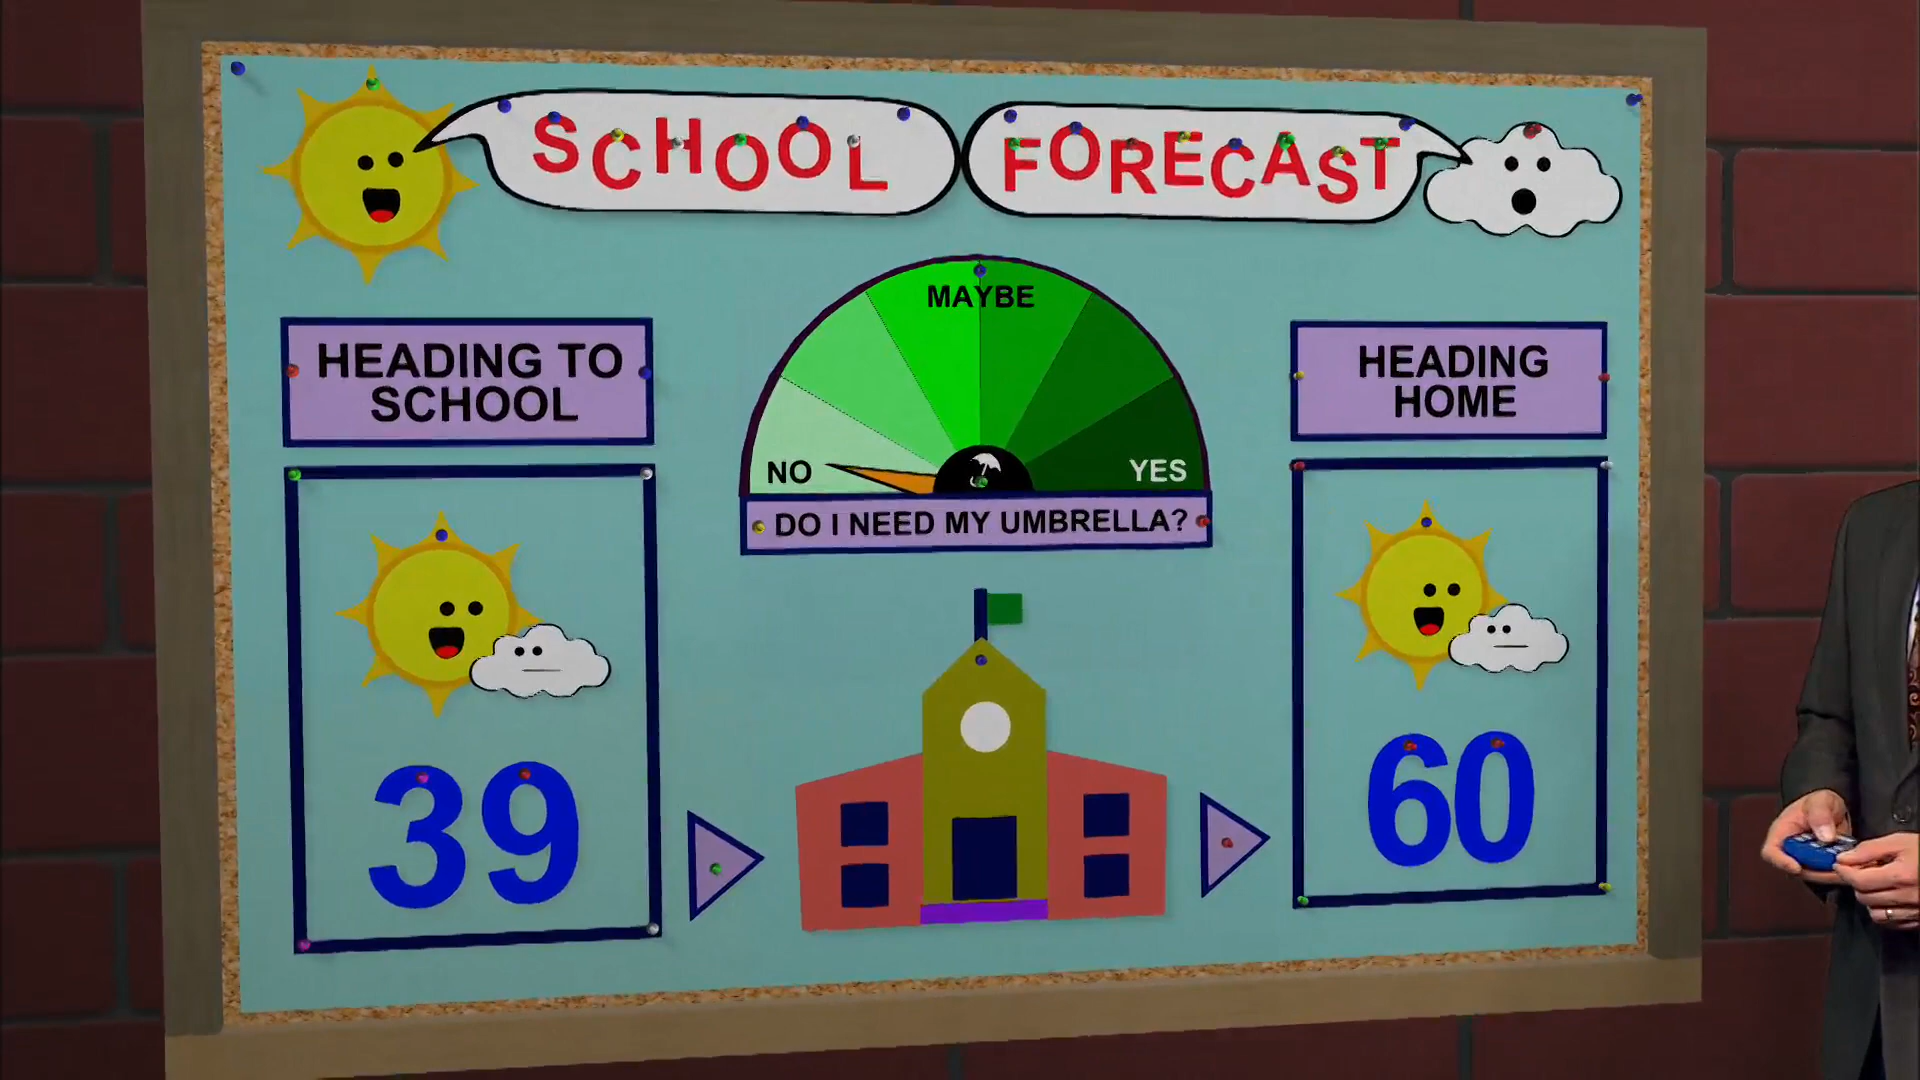 SCHOOL FORECAST
HEADING TO
SCHOOL
MAYBE
NO
YES
DO I NEED MY UMBRELLA?
HEADING
HOME
39
60